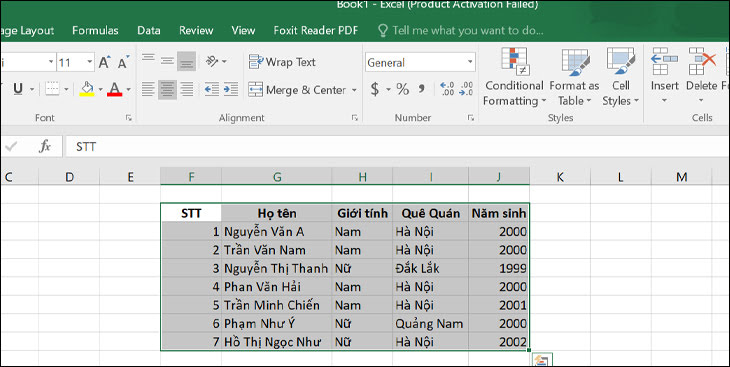 Book1 - Excel (Product Activation Failed)
age Layout Formulas Data Review View Foxit Reader PDF Tell me what you want to do...
11 A A Wrap Text General Conditional Format as Cell Insert Delete
U A Merge & Center $ % , Formatting Table Styles
Alignment Number Styles Cells
fx STT
C D E F G H I J K L M
STT Họ tên Giới tính Quê Quán Năm sinh
1 Nguyễn Văn A Nam Hà Nội 2000
2 Trần Văn Nam Nam Hà Nội 2000
3 Nguyễn Thị Thanh Nữ Đắk Lắk 1999
4 Phan Văn Hải Nam Hà Nội 2000
5 Trần Minh Chiến Nam Hà Nội 2001
6 Phạm Như Ý Nữ Quảng Nam 2000
7 Hồ Thị Ngọc Như Nữ Hà Nội 2002